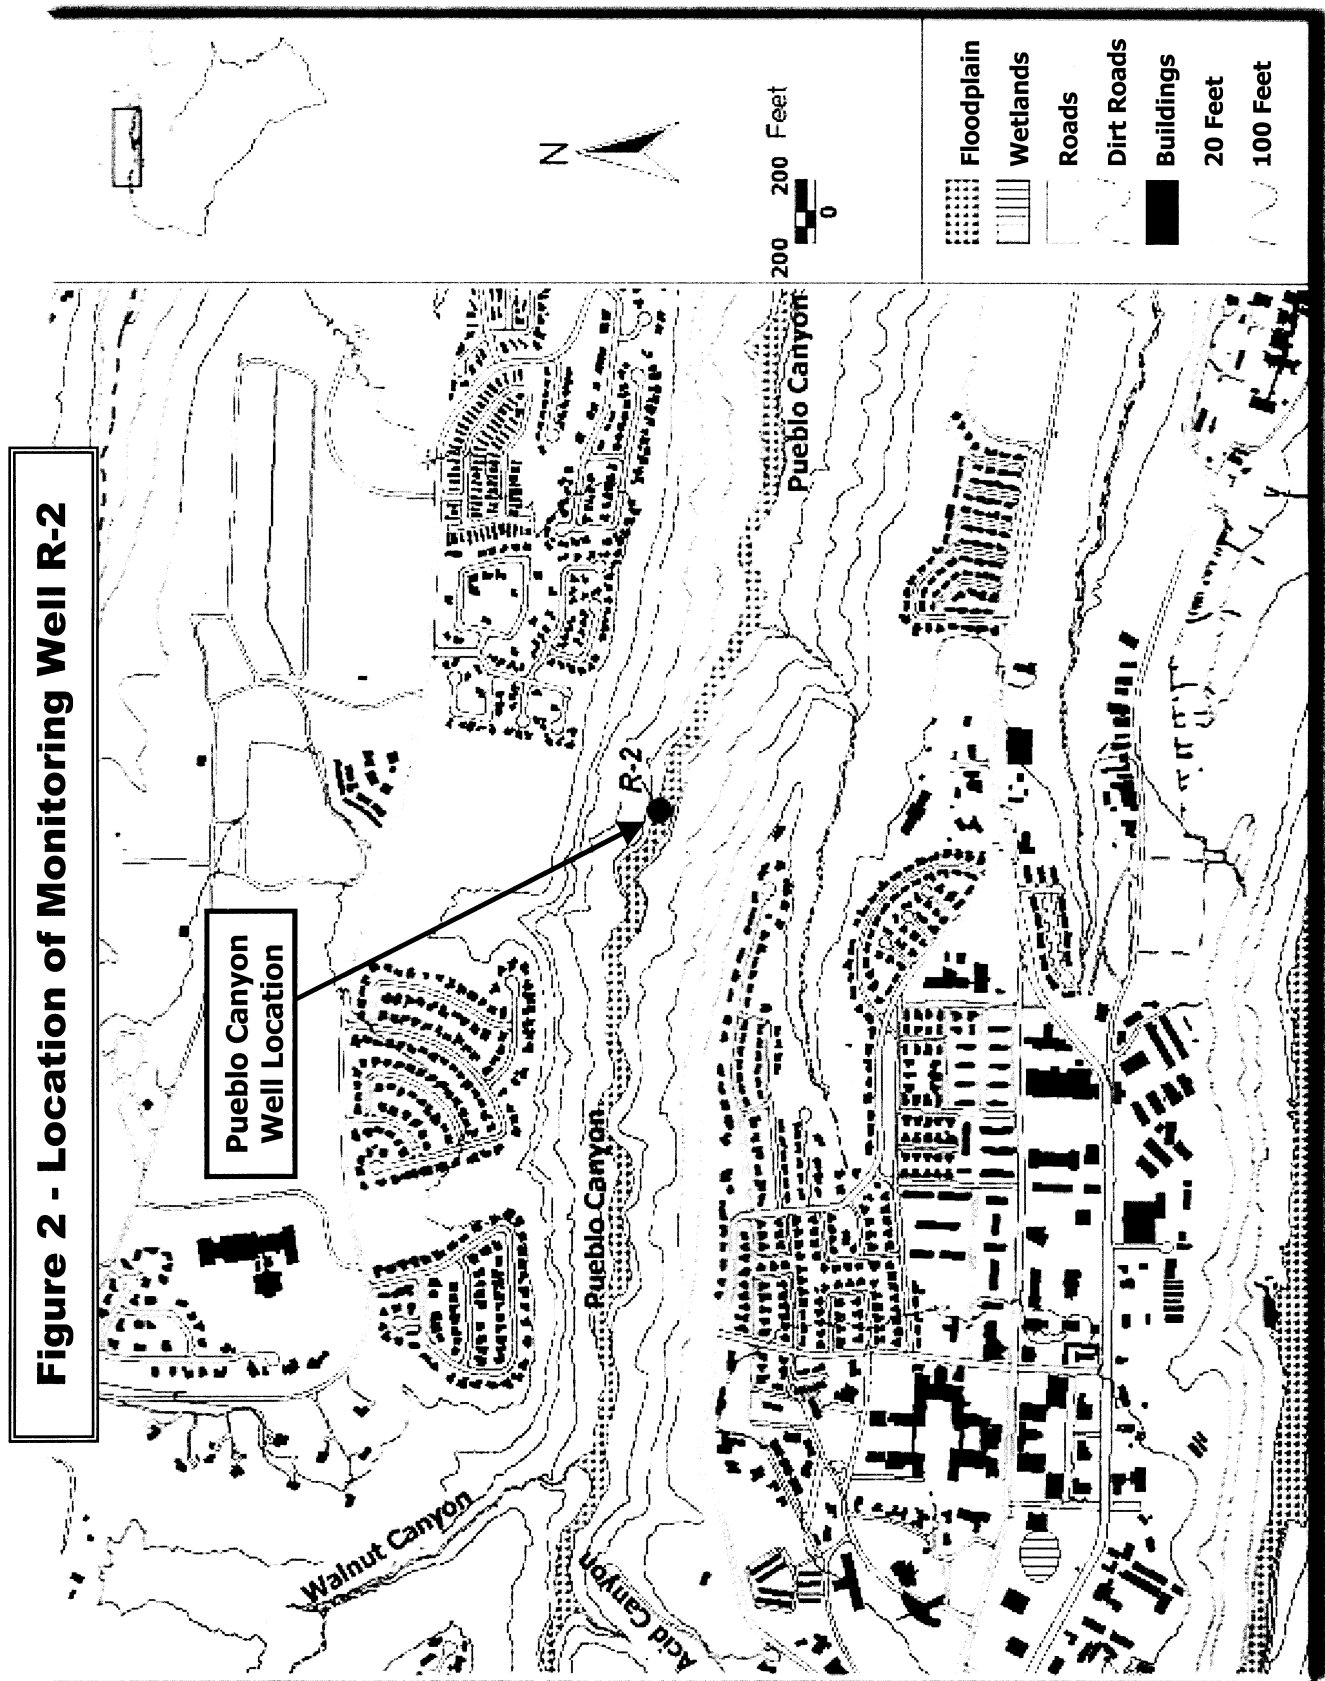 Figure 2 - Location of Monitoring Well R-2
Pueblo Canyon
Well Location
R-2
Walnut Canyon
Acid Canyon
Pueblo Canyon
Pueblo Canyon
N
200
0
200 Feet
Floodplain
Wetlands
Roads
Dirt Roads
Buildings
20 Feet
100 Feet